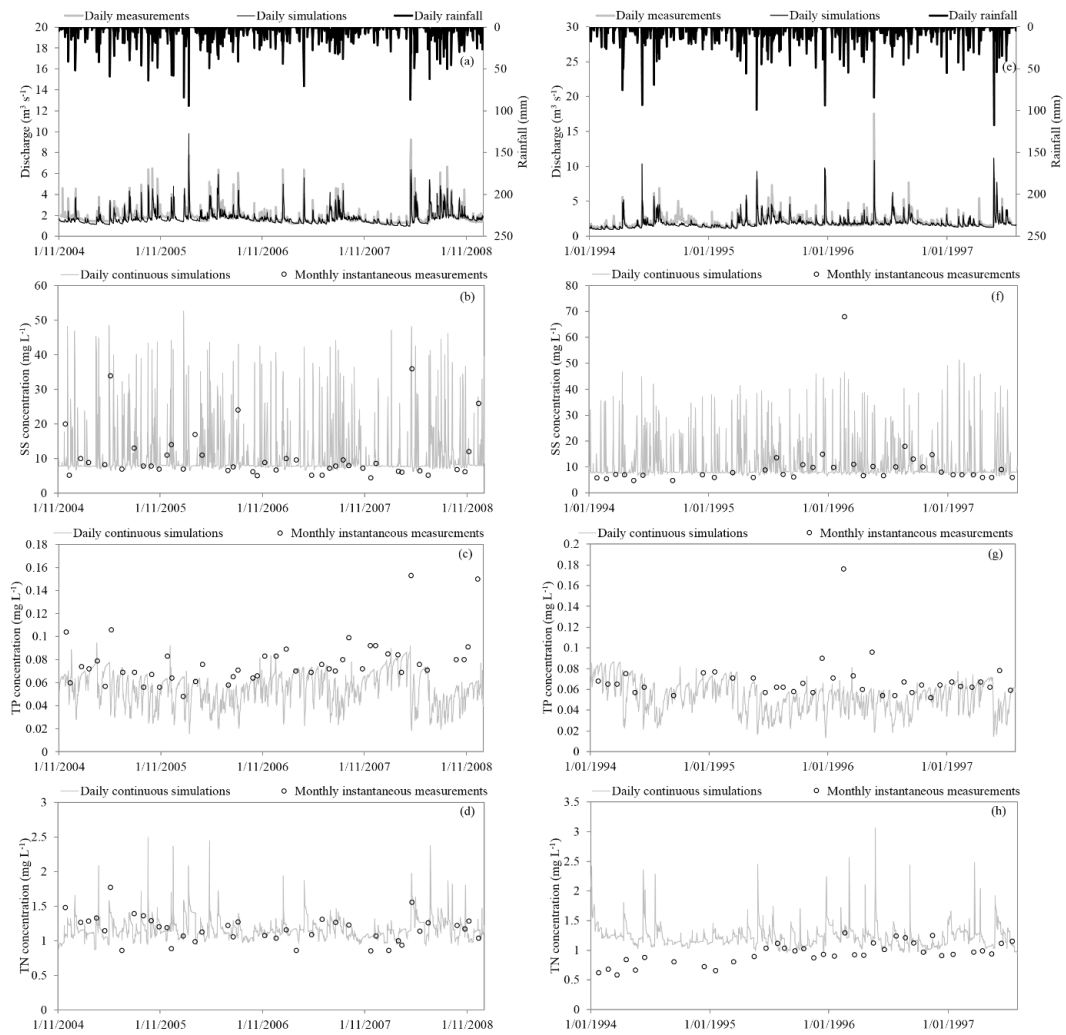 Daily measurements Daily simulations Daily rainfall
20 18 16 14 12 10 8 6 4 2 0
Discharge (m³ s⁻¹)
0 50 100 150 200 250
Rainfall (mm)
(a)
1/11/2004 1/11/2005 1/11/2006 1/11/2007 1/11/2008
Daily measurements Daily simulations Daily rainfall
30 25 20 15 10 5 0
Discharge (m³ s⁻¹)
0 50 100 150 200 250
Rainfall (mm)
(e)
1/01/1994 1/01/1995 1/01/1996 1/01/1997
Daily continuous simulations Monthly instantaneous measurements
60 50 40 30 20 10 0
SS concentration (mg L⁻¹)
(b)
1/11/2004 1/11/2005 1/11/2006 1/11/2007 1/11/2008
Daily continuous simulations Monthly instantaneous measurements
80 70 60 50 40 30 20 10 0
SS concentration (mg L⁻¹)
(f)
1/01/1994 1/01/1995 1/01/1996 1/01/1997
Daily continuous simulations Monthly instantaneous measurements
0.18 0.16 0.14 0.12 0.1 0.08 0.06 0.04 0.02 0
TP concentration (mg L⁻¹)
(c)
1/11/2004 1/11/2005 1/11/2006 1/11/2007 1/11/2008
Daily continuous simulations Monthly instantaneous measurements
0.2 0.18 0.16 0.14 0.12 0.1 0.08 0.06 0.04 0.02 0
TP concentration (mg L⁻¹)
(g)
1/01/1994 1/01/1995 1/01/1996 1/01/1997
Daily continuous simulations Monthly instantaneous measurements
3 2.5 2 1.5 1 0.5 0
TN concentration (mg L⁻¹)
(d)
1/11/2004 1/11/2005 1/11/2006 1/11/2007 1/11/2008
Daily continuous simulations Monthly instantaneous measurements
3.5 3 2.5 2 1.5 1 0.5 0
TN concentration (mg L⁻¹)
(h)
1/01/1994 1/01/1995 1/01/1996 1/01/1997